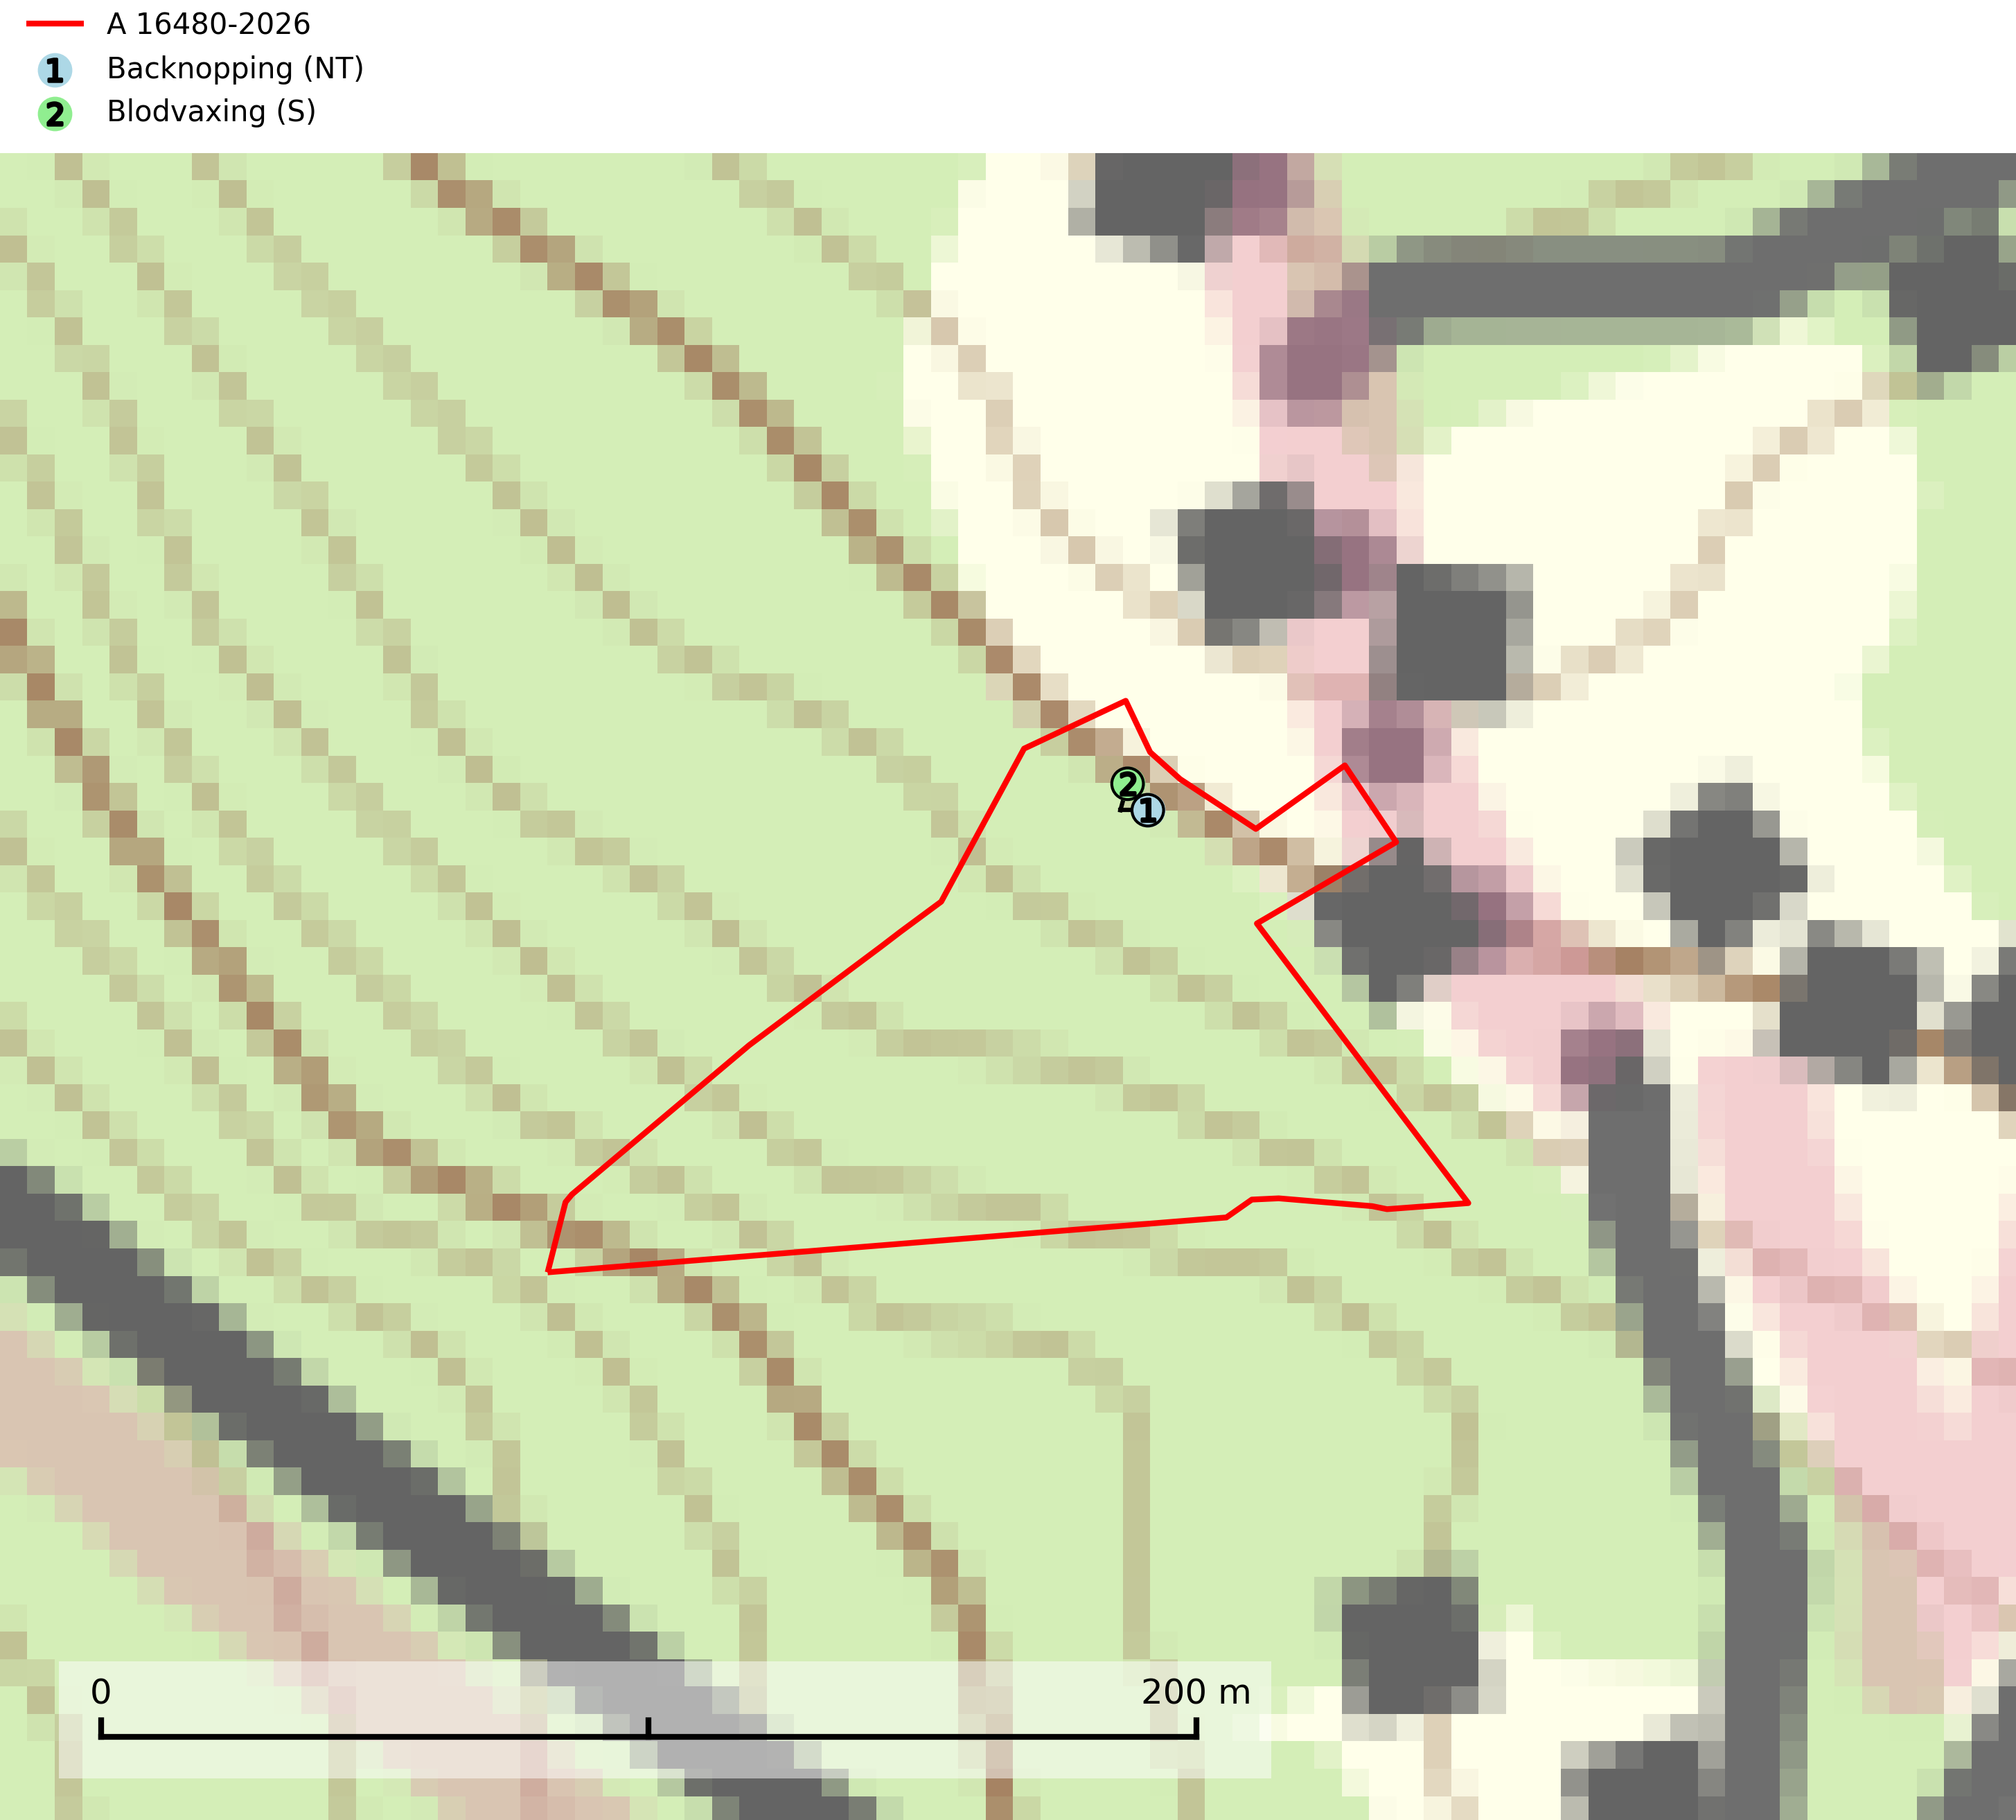 A 16480-2026
1 Backnopping (NT)
2 Blodvaxing (S)
2
1
0 200 m